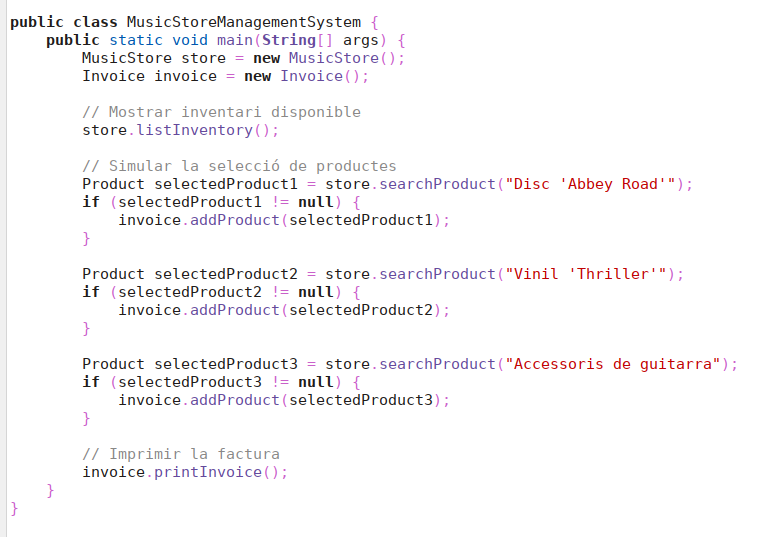 public class MusicStoreManagementSystem {
    public static void main(String[] args) {
        MusicStore store = new MusicStore();
        Invoice invoice = new Invoice();

        // Mostrar inventari disponible
        store.listInventory();

        // Simular la selecció de productes
        Product selectedProduct1 = store.searchProduct("Disc 'Abbey Road'");
        if (selectedProduct1 != null) {
            invoice.addProduct(selectedProduct1);
        }

        Product selectedProduct2 = store.searchProduct("Vinil 'Thriller'");
        if (selectedProduct2 != null) {
            invoice.addProduct(selectedProduct2);
        }

        Product selectedProduct3 = store.searchProduct("Accessoris de guitarra");
        if (selectedProduct3 != null) {
            invoice.addProduct(selectedProduct3);
        }

        // Imprimir la factura
        invoice.printInvoice();
    }
}